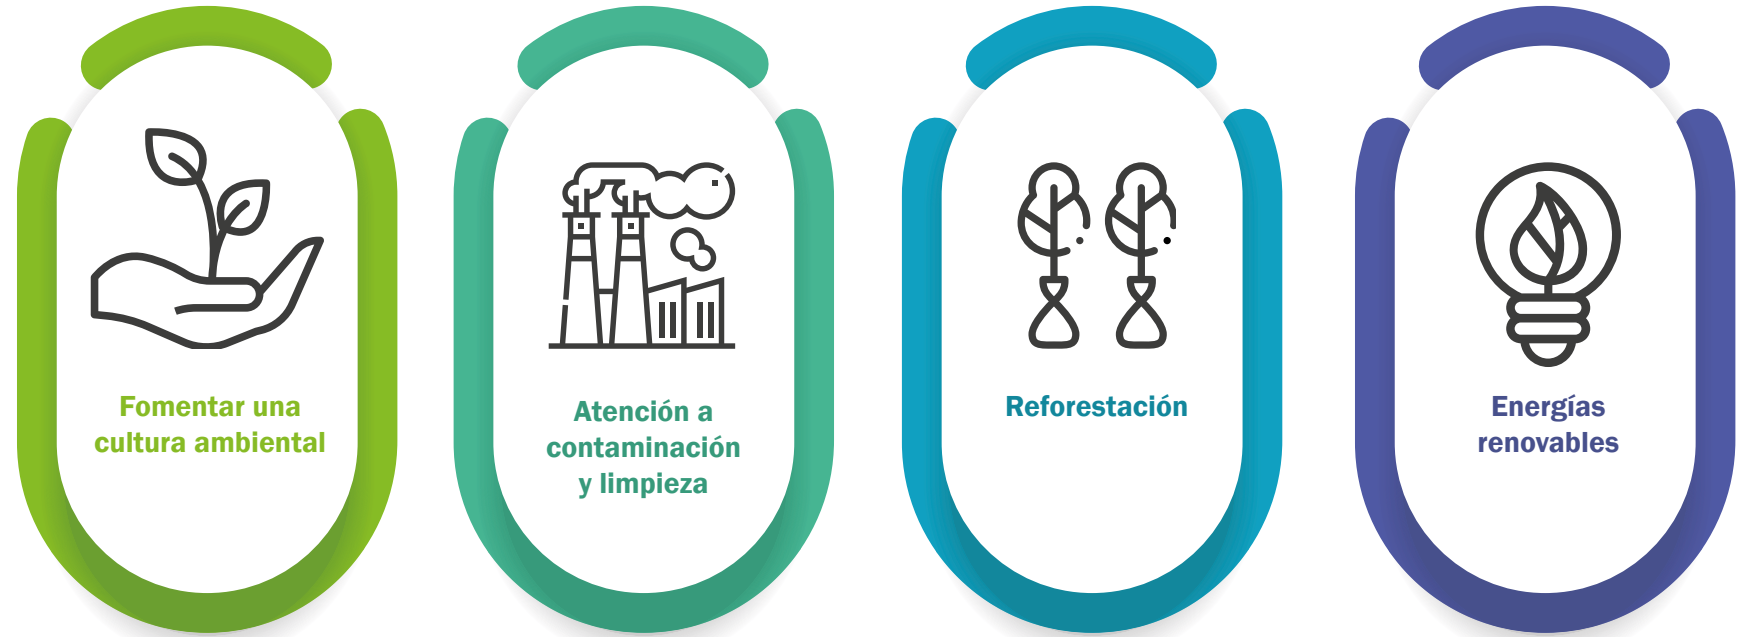 Fomentar una
cultura ambiental
Atención a
contaminación
y limpieza
Reforestación
Energías
renovables